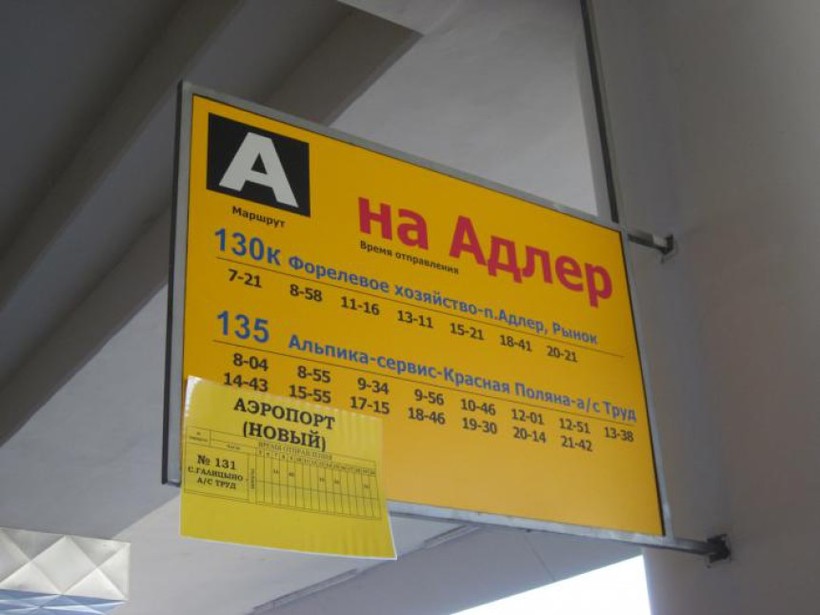 А
на Адлер
Маршрут
Время отправления
130к Форелевое хозяйство-п.Адлер, Рынок
7-21 8-58 11-16 13-11 15-21 18-41 20-21
135 Альпика-сервис-Красная Поляна-а/с Труд
8-04 8-55 9-34 9-56 10-46 12-01 12-51 13-38
14-43 15-55 17-15 18-46 19-30 20-14 21-42
АЭРОПОРТ
(НОВЫЙ)
ВРЕМЯ ОТПРАВЛЕНИЯ
№ 131
С.ГАЛИЦЫНО -
А/С ТРУД